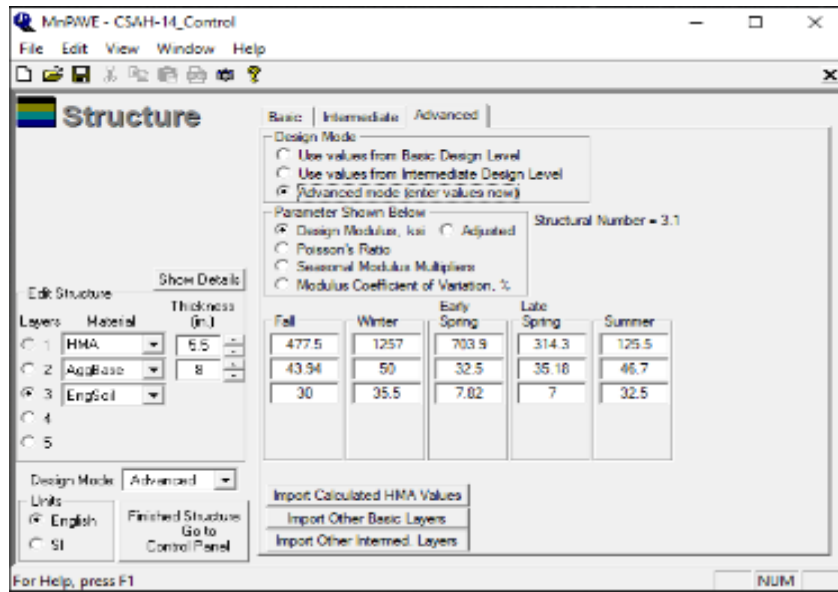 MnPAVE - CSAH-14_Control
File Edit View Window Help
Structure
Basic Intermediate Advanced
Design Mode
Use values from Basic Design Level
Use values from Intermediate Design Level
Advanced mode (enter values now)
Parameter Shown Below
Design Modulus, ksi Adjusted
Structural Number = 3.1
Poisson's Ratio
Seasonal Modulus Multipliers
Modulus Coefficient of Variation, %
Show Details
Edit Structure
Layers Material Thickness (in.)
1 HMA 5.5
2 AggBase 8
3 EngSoil
4
5
Fall Winter Early Spring Late Spring Summer
477.5 1257 703.9 314.3 125.5
43.94 50 32.5 35.18 46.7
30 35.5 7.82 7 32.5
Design Mode: Advanced
Units
English
SI
Finished Structure
Go to
Control Panel
Import Calculated HMA Values
Import Other Basic Layers
Import Other Intermed. Layers
For Help, press F1
NUM